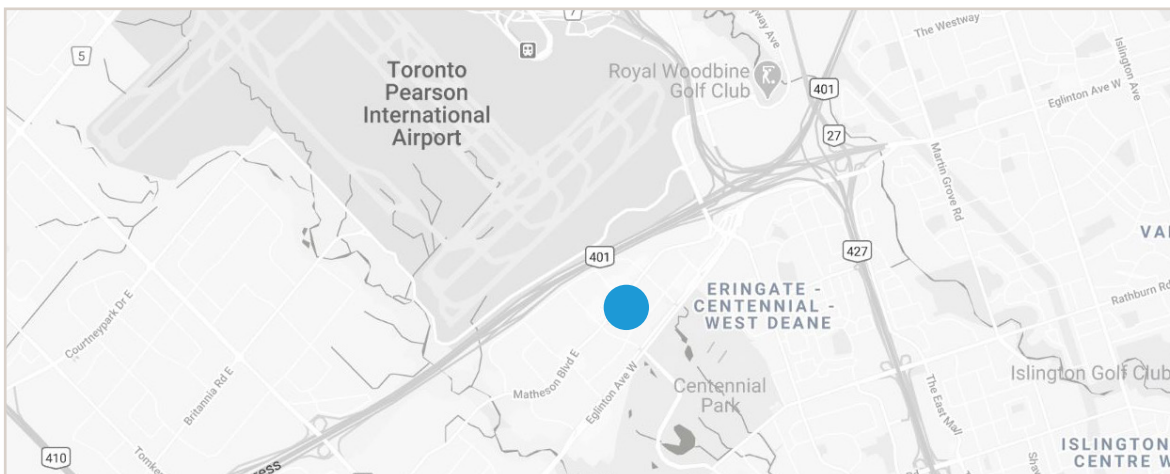 7
5
The Westway
Islington Ave
Toronto
Pearson
International
Airport
Royal Woodbine
Golf Club
401
Eglinton Ave W
27
Martin Grove Rd
427
401
ERINGATE -
CENTENNIAL -
WEST DEANE
Rathburn Rd
Courtneypark Dr E
Britannia Rd E
Matheson Blvd E
Eglinton Ave W
Centennial
Park
Islington Golf Club
The East Mall
ISLINGTON
CENTRE W
410